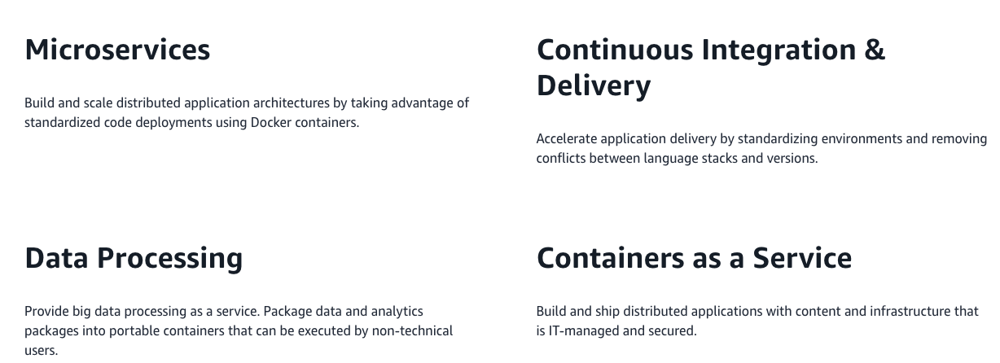 Microservices
Build and scale distributed application architectures by taking advantage of
standardized code deployments using Docker containers.
Continuous Integration &
Delivery
Accelerate application delivery by standardizing environments and removing
conflicts between language stacks and versions.
Data Processing
Provide big data processing as a service. Package data and analytics
packages into portable containers that can be executed by non-technical
users.
Containers as a Service
Build and ship distributed applications with content and infrastructure that
is IT-managed and secured.